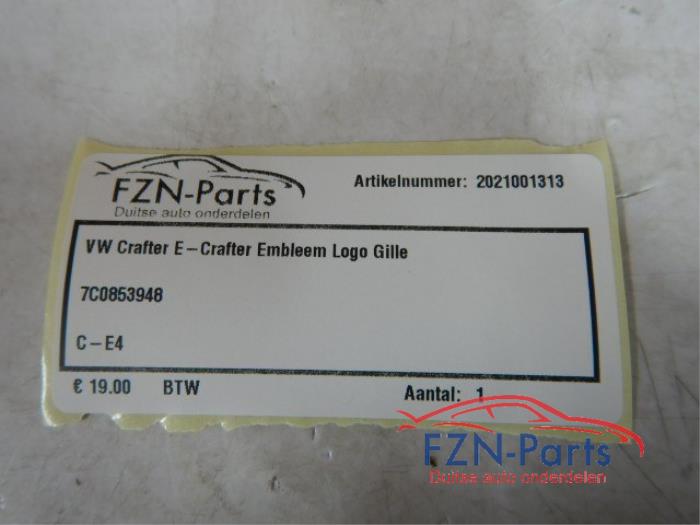 FZN-Parts
Duitse auto onderdelen
Artikelnummer: 2021001313
VW Crafter E-Crafter Embleem Logo Gille
7C0853948
C-E4
€ 19.00 BTW Aantal: 1
FZN-Parts
Duitse auto onderdelen